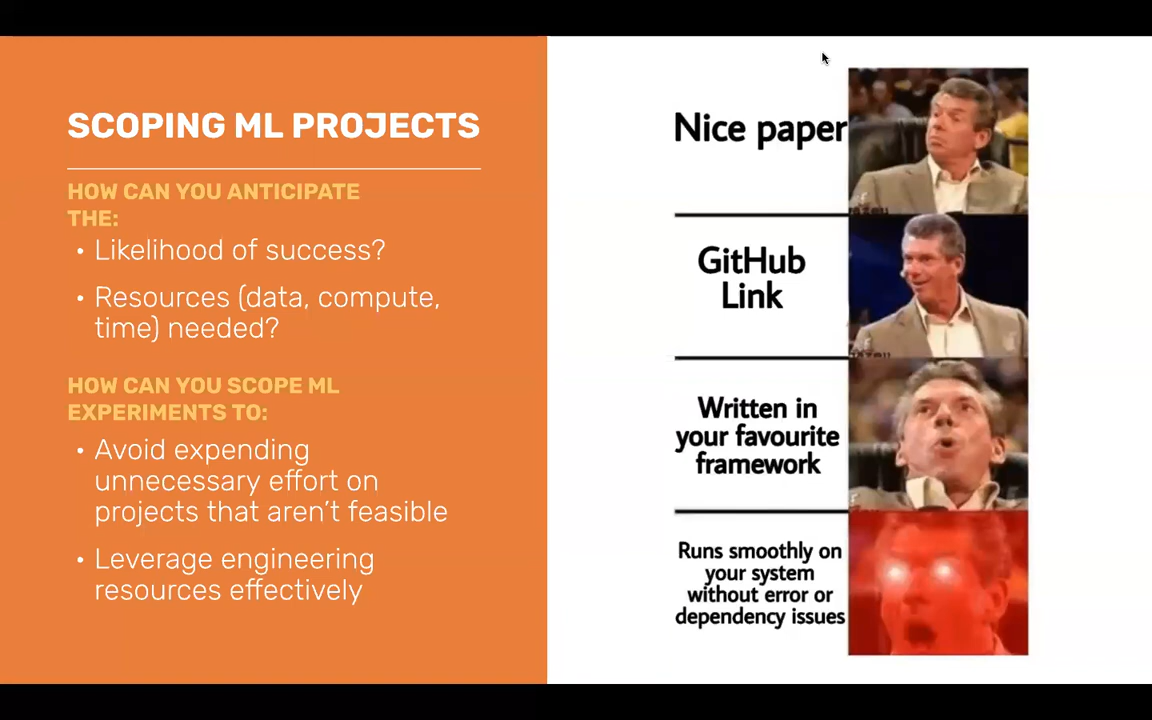 SCOPING ML PROJECTS
HOW CAN YOU ANTICIPATE
THE:
• Likelihood of success?
• Resources (data, compute,
time) needed?
HOW CAN YOU SCOPE ML
EXPERIMENTS TO:
• Avoid expending
unnecessary effort on
projects that aren't feasible
• Leverage engineering
resources effectively
Nice paper
GitHub
Link
Written in
your favourite
framework
Runs smoothly on
your system
without error or
dependency issues